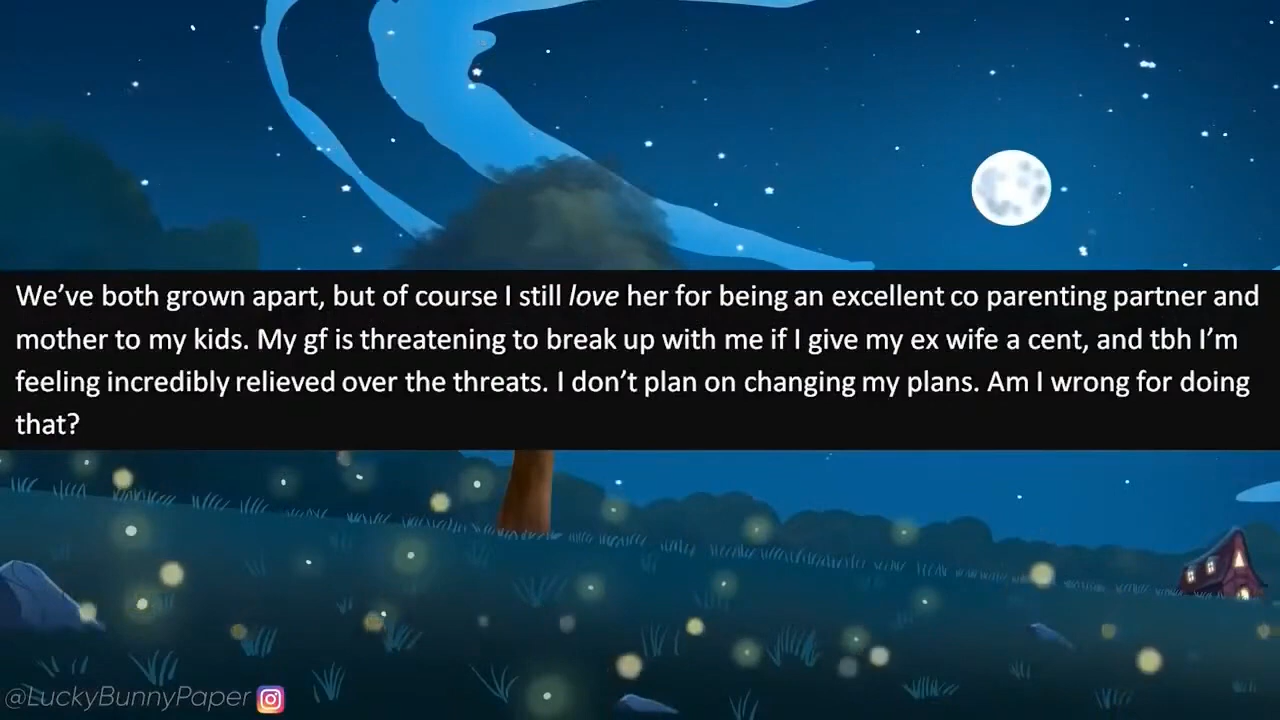 We’ve both grown apart, but of course I still love her for being an excellent co parenting partner and
mother to my kids. My gf is threatening to break up with me if I give my ex wife a cent, and tbh I’m
feeling incredibly relieved over the threats. I don’t plan on changing my plans. Am I wrong for doing
that?
@LuckyBunnyPaper